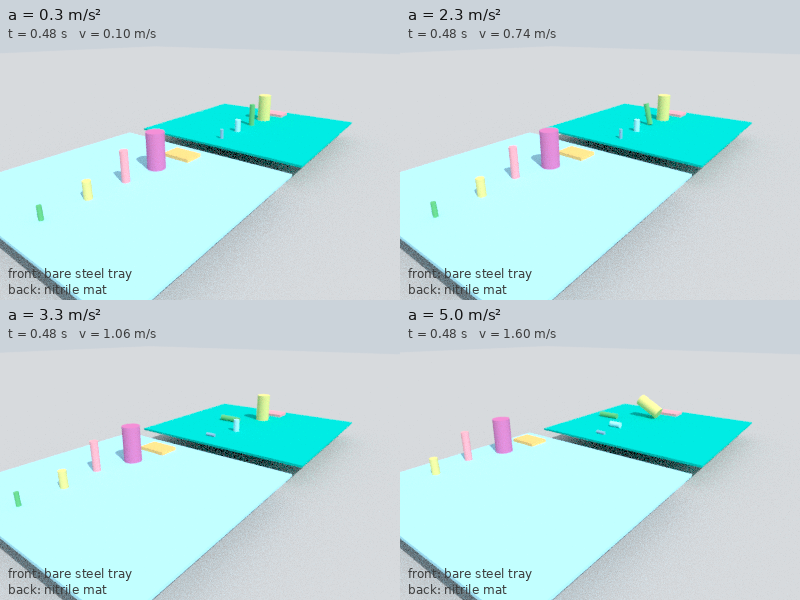 a = 0.3 m/s²
t = 0.48 s   v = 0.10 m/s
front: bare steel tray
back: nitrile mat
a = 2.3 m/s²
t = 0.48 s   v = 0.74 m/s
front: bare steel tray
back: nitrile mat
a = 3.3 m/s²
t = 0.48 s   v = 1.06 m/s
front: bare steel tray
back: nitrile mat
a = 5.0 m/s²
t = 0.48 s   v = 1.60 m/s
front: bare steel tray
back: nitrile mat